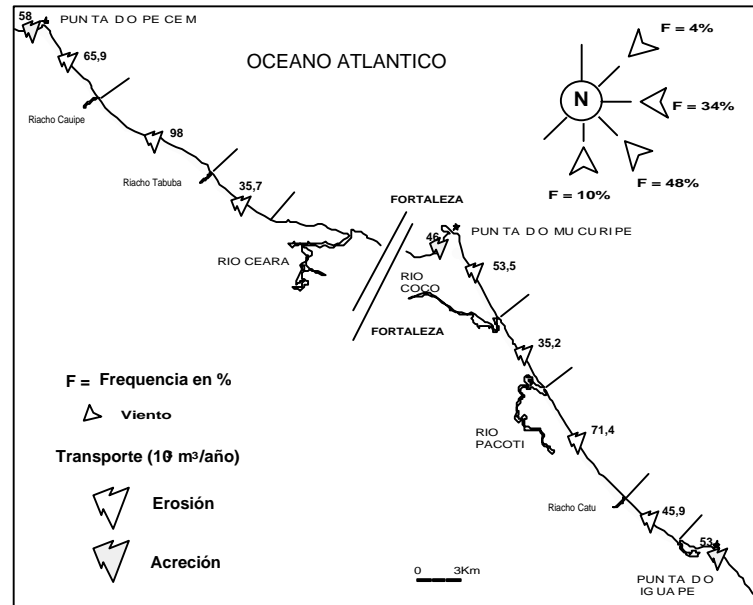 58
PUNTA DO PECEM
65,9
OCEANO ATLANTICO
F = 4%
N
F = 34%
Riacho Cauipe
98
F = 48%
F = 10%
Riacho Tabuba
35,7
FORTALEZA
46
PUNTA DO MUCURIPE
RIO CEARA
53,5
RIO
COCO
FORTALEZA
35,2
F = Frequencia en %
Viento
RIO
PACOTI
71,4
Transporte (10 m3/año)
Erosión
Riacho Catu
45,9
53
Acreción
0 3Km
PUNTA DO
IGUAPE